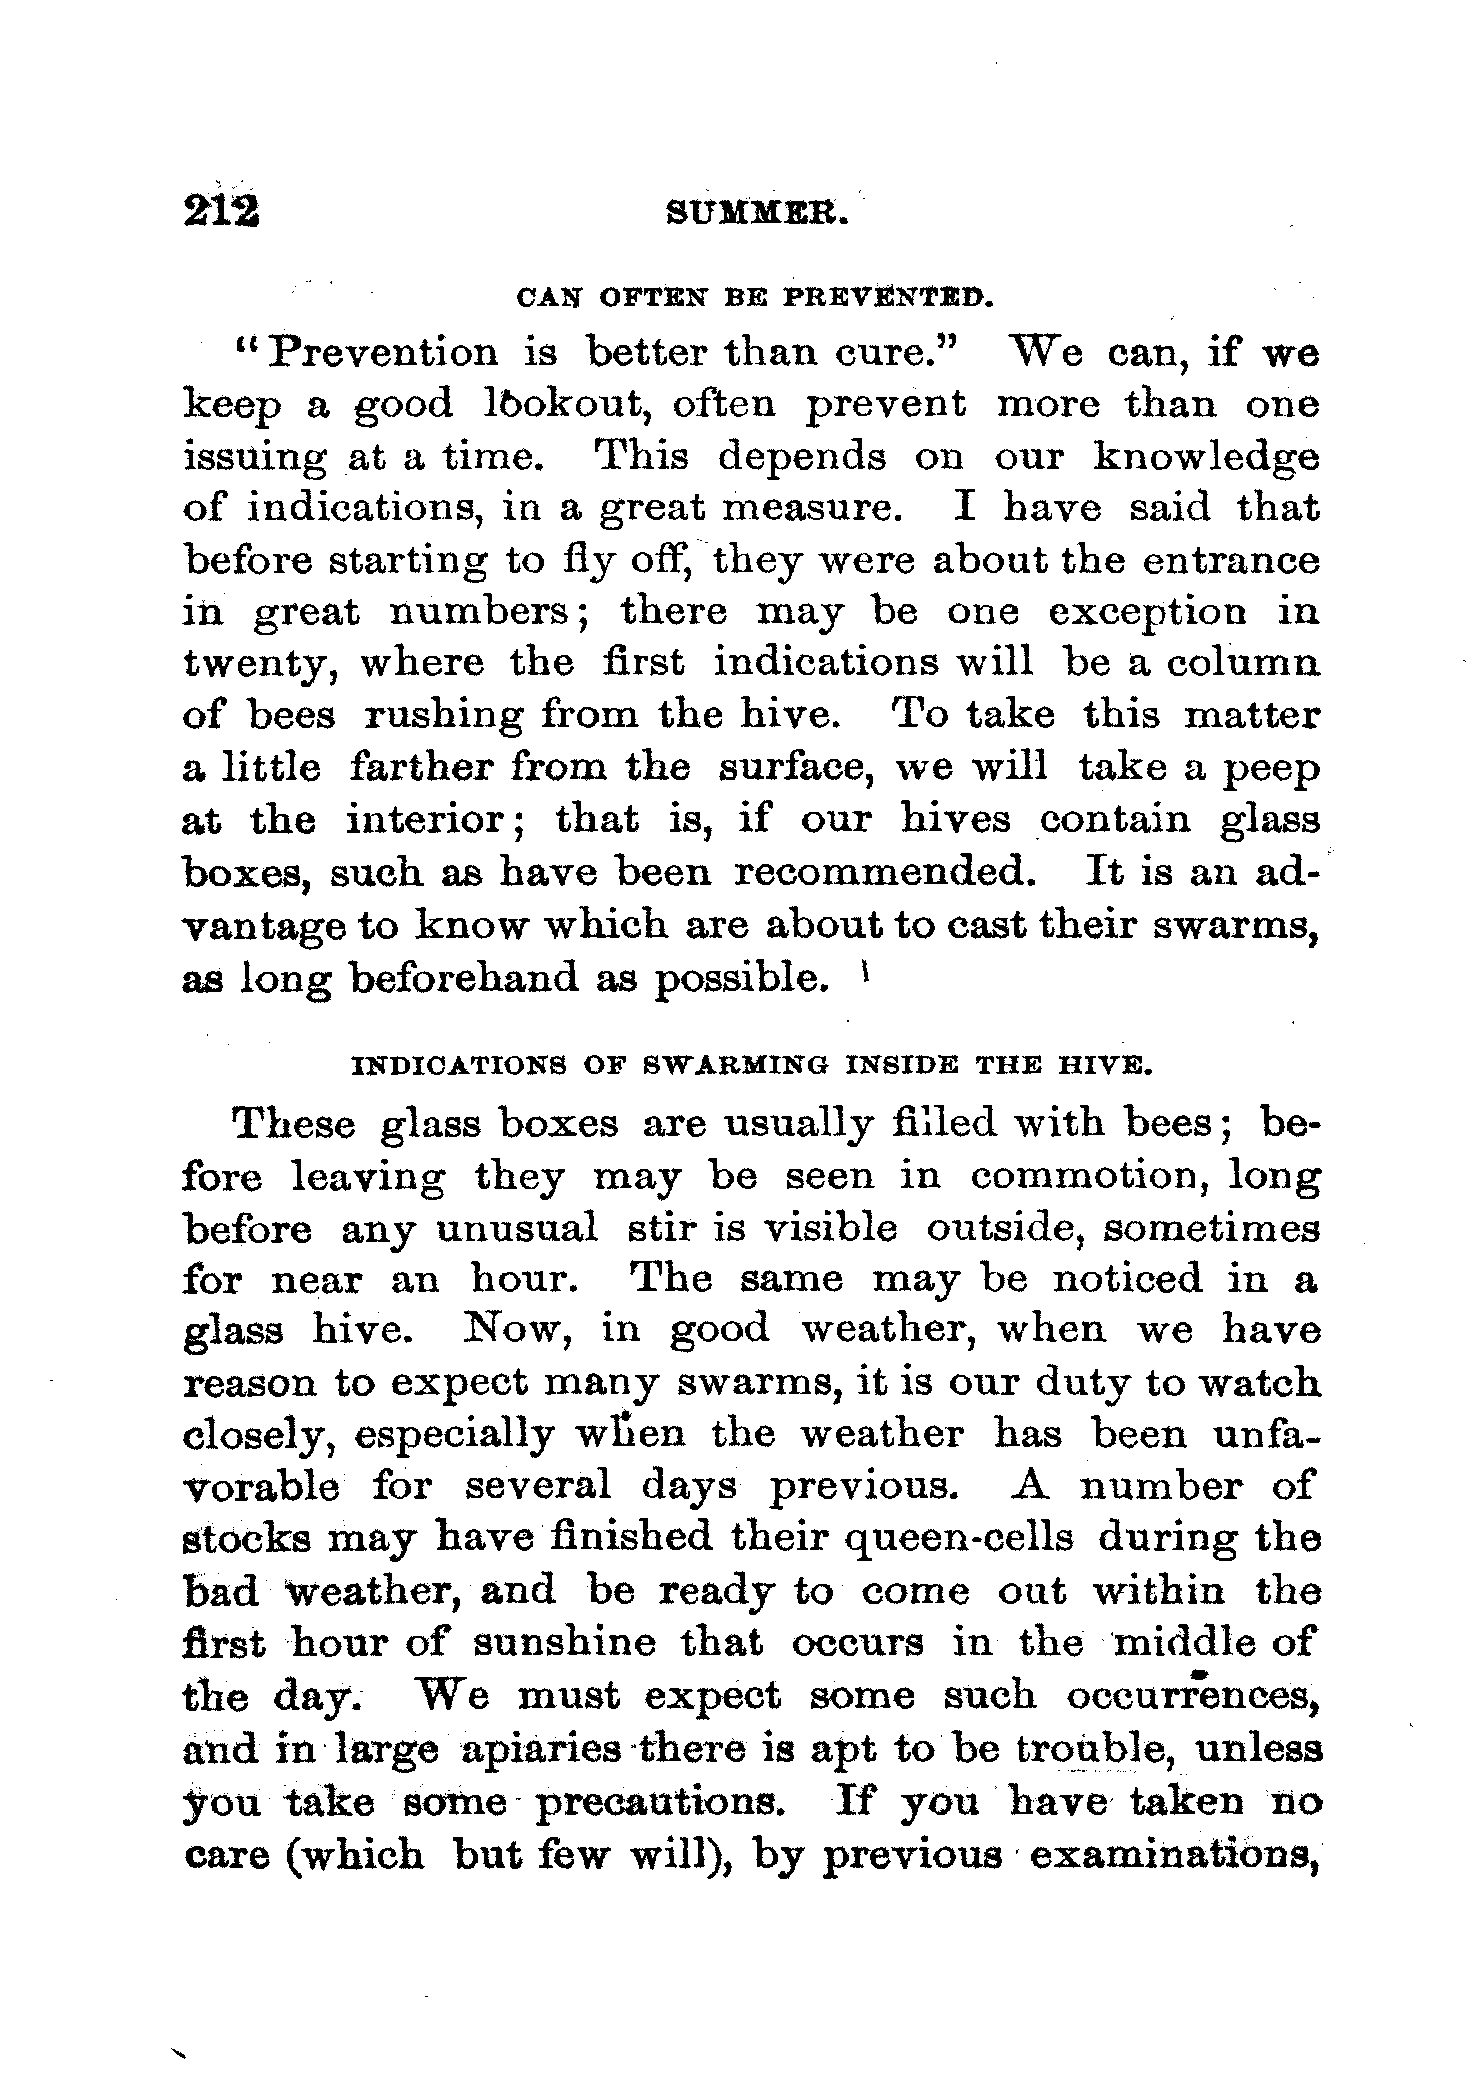 212 SUMMER.
CAN OFTEN BE PREVENTED.
"Prevention is better than cure." We can, if we
keep a good lookout, often prevent more than one
issuing at a time. This depends on our knowledge
of indications, in a great measure. I have said that
before starting to fly off, they were about the entrance
in great numbers; there may be one exception in
twenty, where the first indications will be a column
of bees rushing from the hive. To take this matter
a little farther from the surface, we will take a peep
at the interior; that is, if our hives contain glass
boxes, such as have been recommended. It is an ad-
vantage to know which are about to cast their swarms,
as long beforehand as possible.
INDICATIONS OF SWARMING INSIDE THE HIVE.
These glass boxes are usually filled with bees; be-
fore leaving they may be seen in commotion, long
before any unusual stir is visible outside, sometimes
for near an hour. The same may be noticed in a
glass hive. Now, in good weather, when we have
reason to expect many swarms, it is our duty to watch
closely, especially when the weather has been unfa-
vorable for several days previous. A number of
stocks may have finished their queen-cells during the
bad weather, and be ready to come out within the
first hour of sunshine that occurs in the middle of
the day. We must expect some such occurrences,
and in large apiaries there is apt to be trouble, unless
you take some precautions. If you have taken no
care (which but few will), by previous examinations,